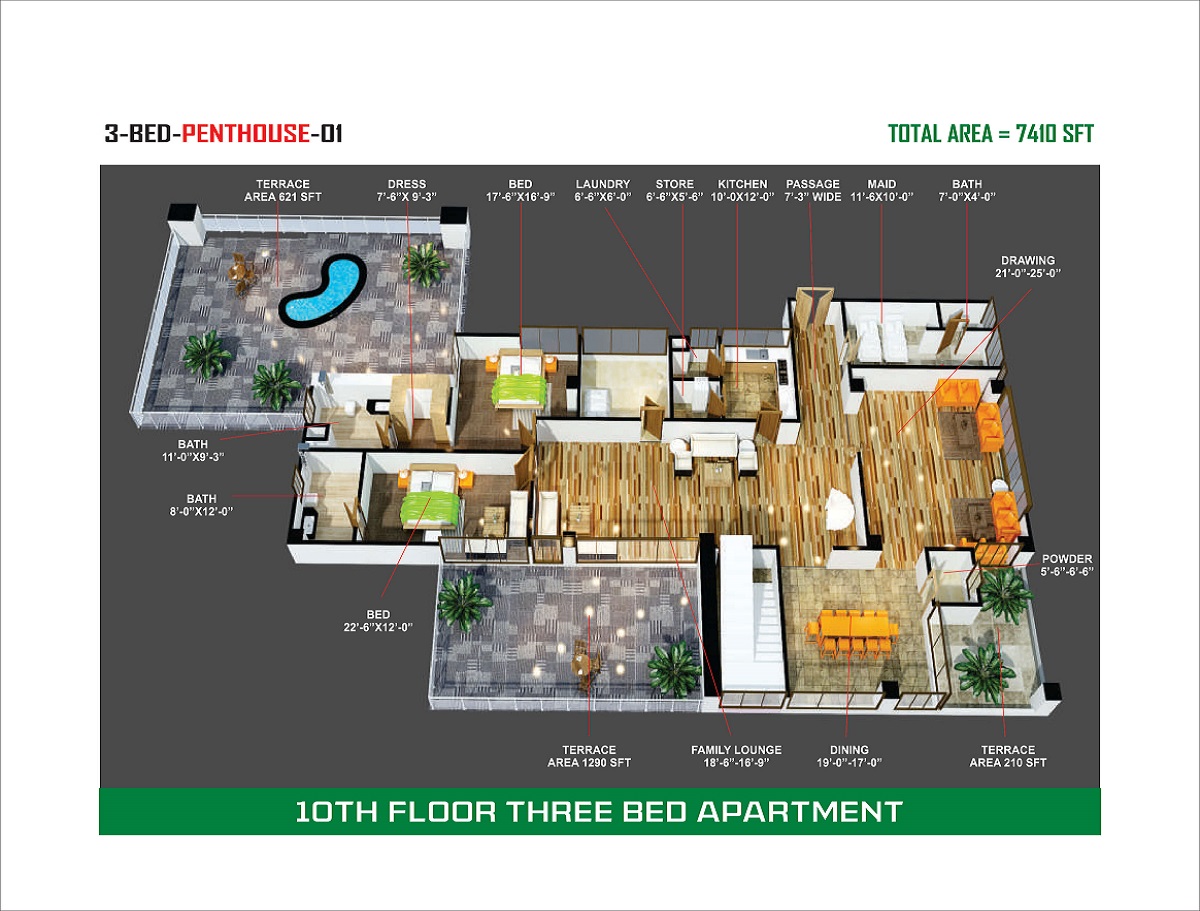 3-BED-PENTHOUSE-01
TOTAL AREA = 7410 SFT
TERRACE
AREA 621 SFT
DRESS
7'-6"X 9'-3"
BED
17'-6"X16'-9"
LAUNDRY
6'-6"X6'-0"
STORE
6'-6"X5'-6"
KITCHEN
10'-0X12'-0"
PASSAGE
7'-3" WIDE
MAID
11'-6X10'-0"
BATH
7'-0"X4'-0"
DRAWING
21'-0"-25'-0"
BATH
11'-0"X9'-3"
BATH
8'-0"X12'-0"
POWDER
5'-6"-6'-6"
BED
22'-6"X12'-0"
TERRACE
AREA 1290 SFT
FAMILY LOUNGE
18'-6"-16'-9"
DINING
19'-0"-17'-0"
TERRACE
AREA 210 SFT
10TH FLOOR THREE BED APARTMENT